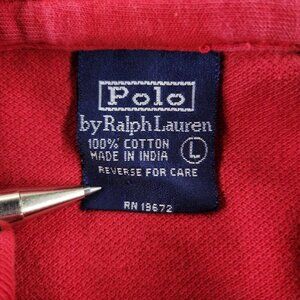 Polo
by Ralph Lauren
100% COTTON
MADE IN INDIA
L
REVERSE FOR CARE
RN 19672